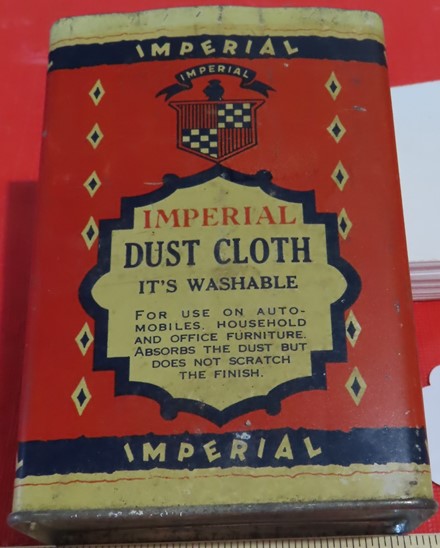 IMPERIAL
IMPERIAL
IMPERIAL
DUST CLOTH
IT'S WASHABLE
FOR USE ON AUTO-
MOBILES. HOUSEHOLD
AND OFFICE FURNITURE.
ABSORBS THE DUST BUT
DOES NOT SCRATCH
THE FINISH.
IMPERIAL